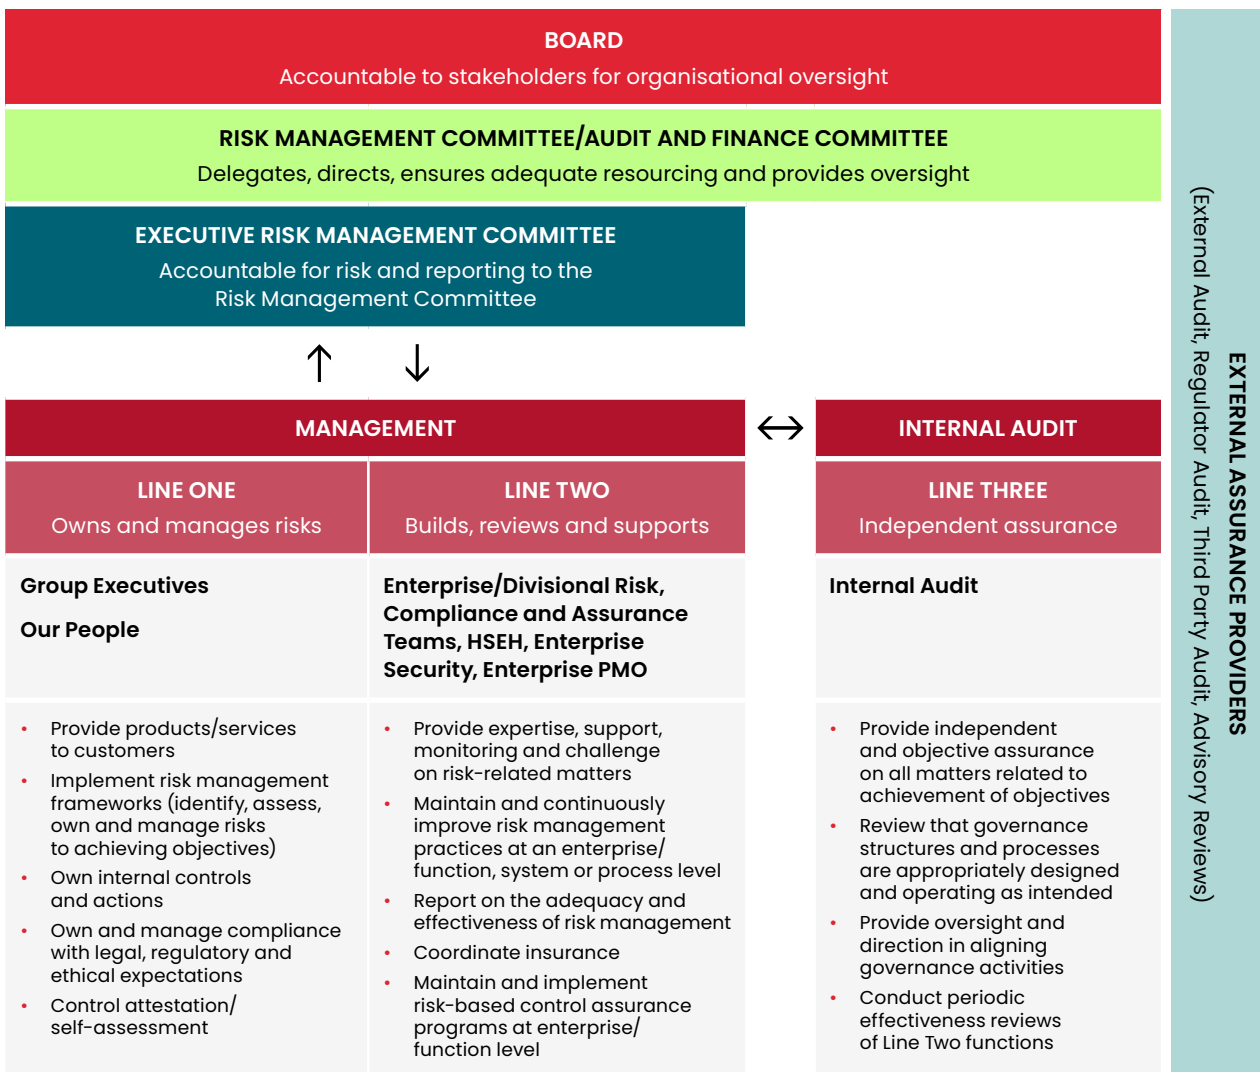 BOARD
Accountable to stakeholders for organisational oversight
RISK MANAGEMENT COMMITTEE/AUDIT AND FINANCE COMMITTEE
Delegates, directs, ensures adequate resourcing and provides oversight
EXECUTIVE RISK MANAGEMENT COMMITTEE
Accountable for risk and reporting to the
Risk Management Committee
MANAGEMENT
LINE ONE
Owns and manages risks
Group Executives
Our People
• Provide products/services
to customers
• Implement risk management
frameworks (identify, assess,
own and manage risks
to achieving objectives)
• Own internal controls
and actions
• Own and manage compliance
with legal, regulatory and
ethical expectations
• Control attestation/
self-assessment
LINE TWO
Builds, reviews and supports
Enterprise/Divisional Risk,
Compliance and Assurance
Teams, HSEH, Enterprise
Security, Enterprise PMO
• Provide expertise, support,
monitoring and challenge
on risk-related matters
• Maintain and continuously
improve risk management
practices at an enterprise/
function, system or process level
• Report on the adequacy and
effectiveness of risk management
• Coordinate insurance
• Maintain and implement
risk-based control assurance
programs at enterprise/
function level
INTERNAL AUDIT
LINE THREE
Independent assurance
Internal Audit
• Provide independent
and objective assurance
on all matters related to
achievement of objectives
• Review that governance
structures and processes
are appropriately designed
and operating as intended
• Provide oversight and
direction in aligning
governance activities
• Conduct periodic
effectiveness reviews
of Line Two functions
EXTERNAL ASSURANCE PROVIDERS
(External Audit, Regulator Audit, Third Party Audit, Advisory Reviews)